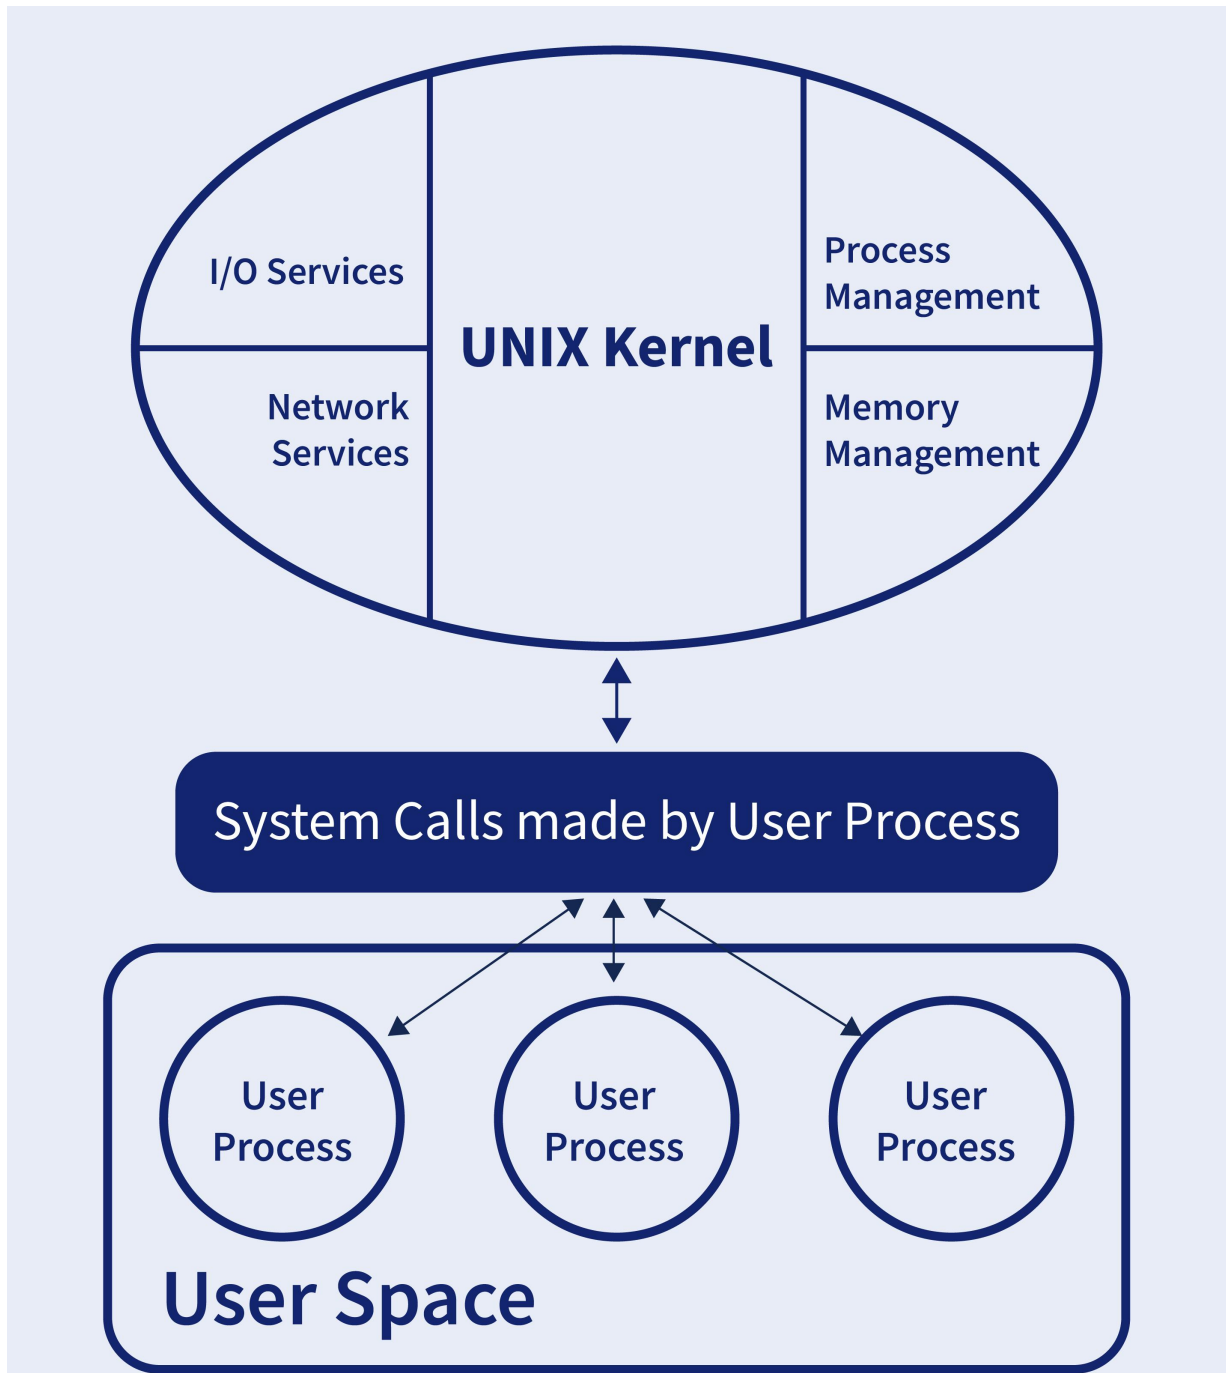 I/O Services
Network
Services
UNIX Kernel
Process
Management
Memory
Management
System Calls made by User Process
User
Process
User
Process
User
Process
User Space